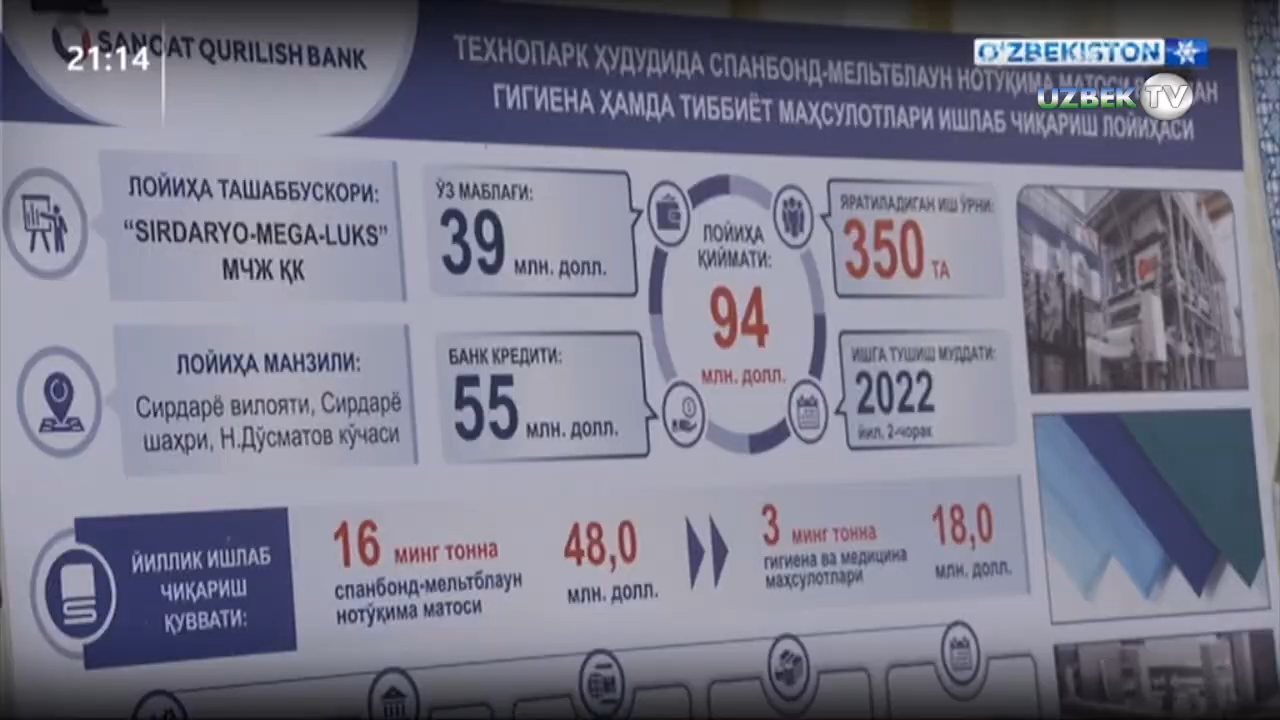 21:14
SANOAT QURILISH BANK
O'ZBEKISTON
UZBEK TV
ТЕХНОПАРК ҲУДУДИДА СПАНБОНД-МЕЛЬТБЛАУН НОТЎҚИМА МАТОСИ
ГИГИЕНА ҲАМДА ТИББИЁТ МАҲСУЛОТЛАРИ ИШЛАБ ЧИҚАРИШ ЛОЙИҲАСИ
ЛОЙИҲА ТАШАББУСКОРИ:
“SIRDARYO-MEGA-LUKS”
МЧЖ ҚК
ЎЗ МАБЛАҒИ:
39 МЛН. ДОЛЛ.
ЛОЙИҲА
ҚИЙМАТИ:
94
МЛН. ДОЛЛ.
ЯРАТИЛАДИГАН ИШ ЎРНИ:
350 ТА
ЛОЙИҲА МАНЗИЛИ:
Сирдарё вилояти, Сирдарё
шаҳри, Н.Дўсматов кўчаси
БАНК КРЕДИТИ:
55 МЛН. ДОЛЛ.
ИШГА ТУШИШ МУДДАТИ:
2022
йил, 2-чорак
ЙИЛЛИК ИШЛАБ
ЧИҚАРИШ
ҚУВВАТИ:
16 МИНГ ТОННА
спанбонд-мельтблаун
нотўқима матоси
48,0
МЛН. ДОЛЛ.
3 МИНГ ТОННА
гигиена ва медицина
маҳсулотлари
18,0
МЛН. ДОЛЛ.